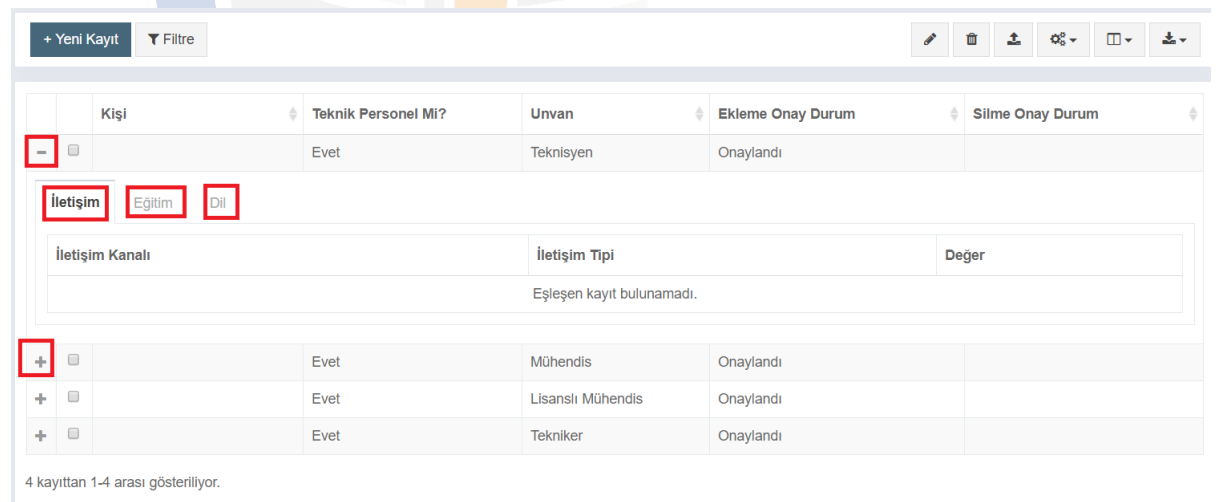 + Yeni Kayıt Filtre
Kişi Teknik Personel Mi? Unvan Ekleme Onay Durum Silme Onay Durum
Evet Teknisyen Onaylandı
İletişim Eğitim Dil
İletişim Kanalı İletişim Tipi Değer
Eşleşen kayıt bulunamadı.
Evet Mühendis Onaylandı
Evet Lisanslı Mühendis Onaylandı
Evet Tekniker Onaylandı
4 kayıttan 1-4 arası gösteriliyor.